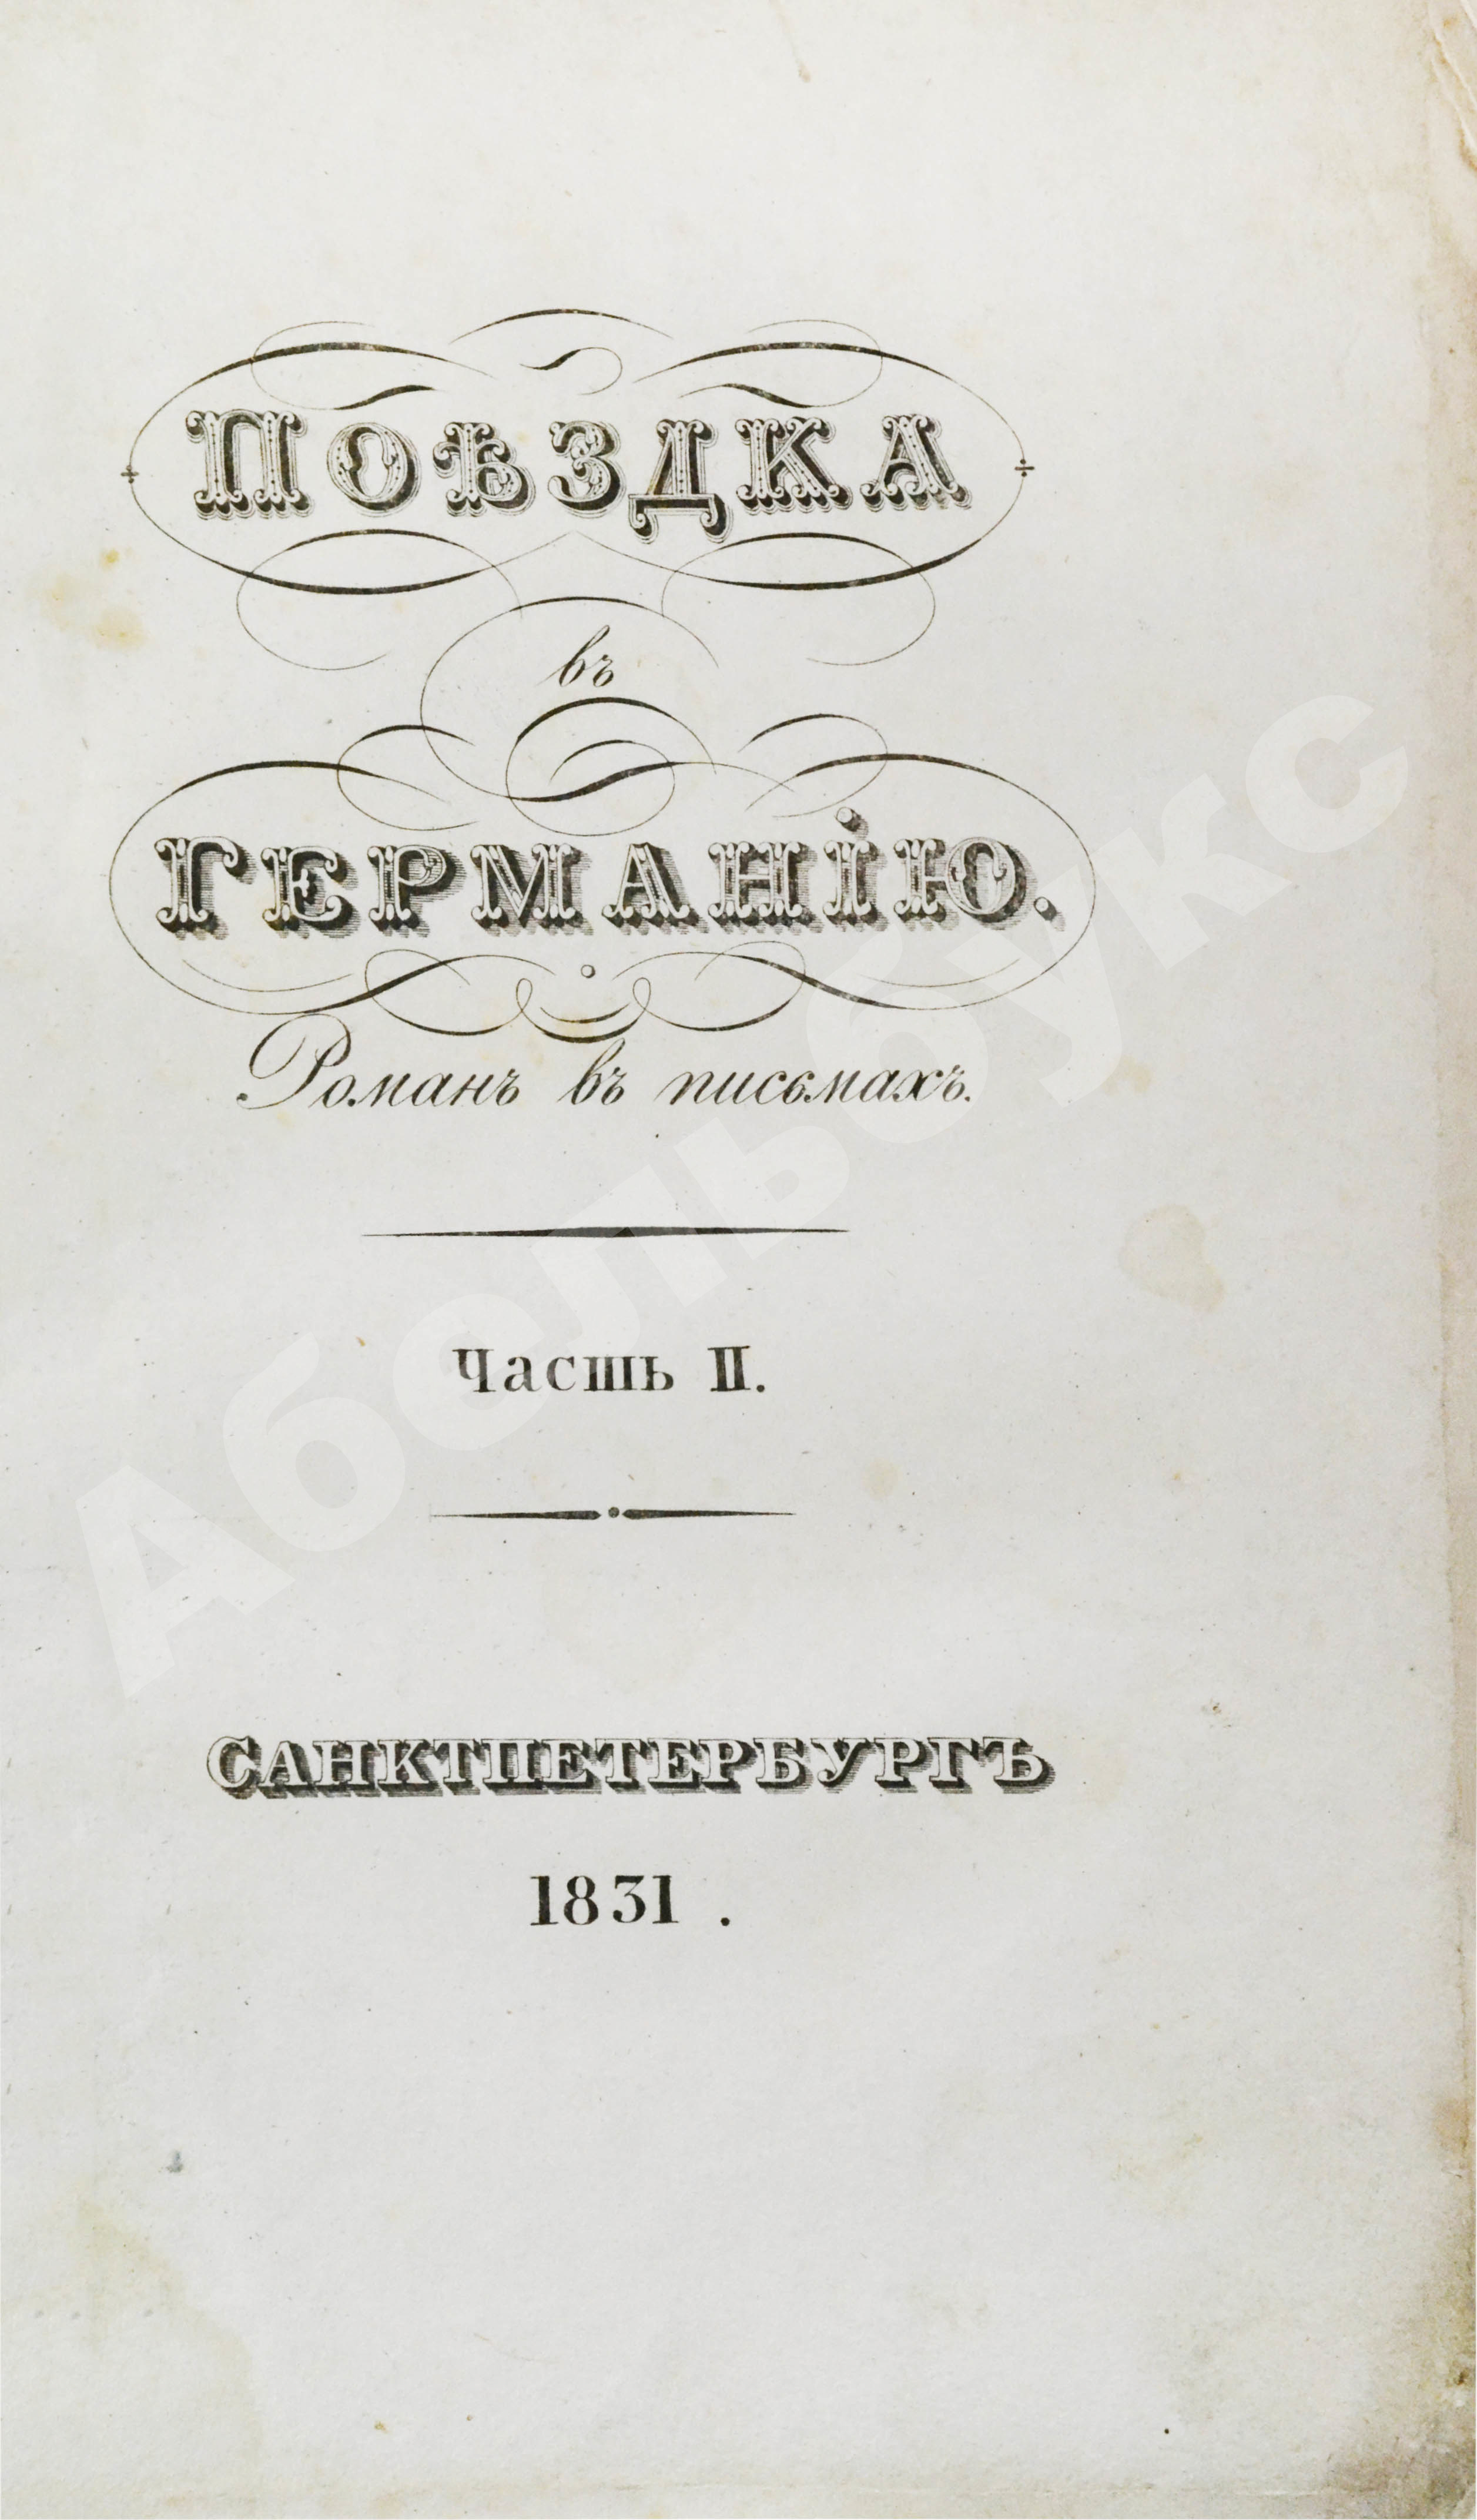 ПОѢЗДКА
въ
ГЕРМАНІЮ.
Романъ въ письмахъ.
Часть II.
САНКТПЕТЕРБУРГЪ
1831.
Абельбукс